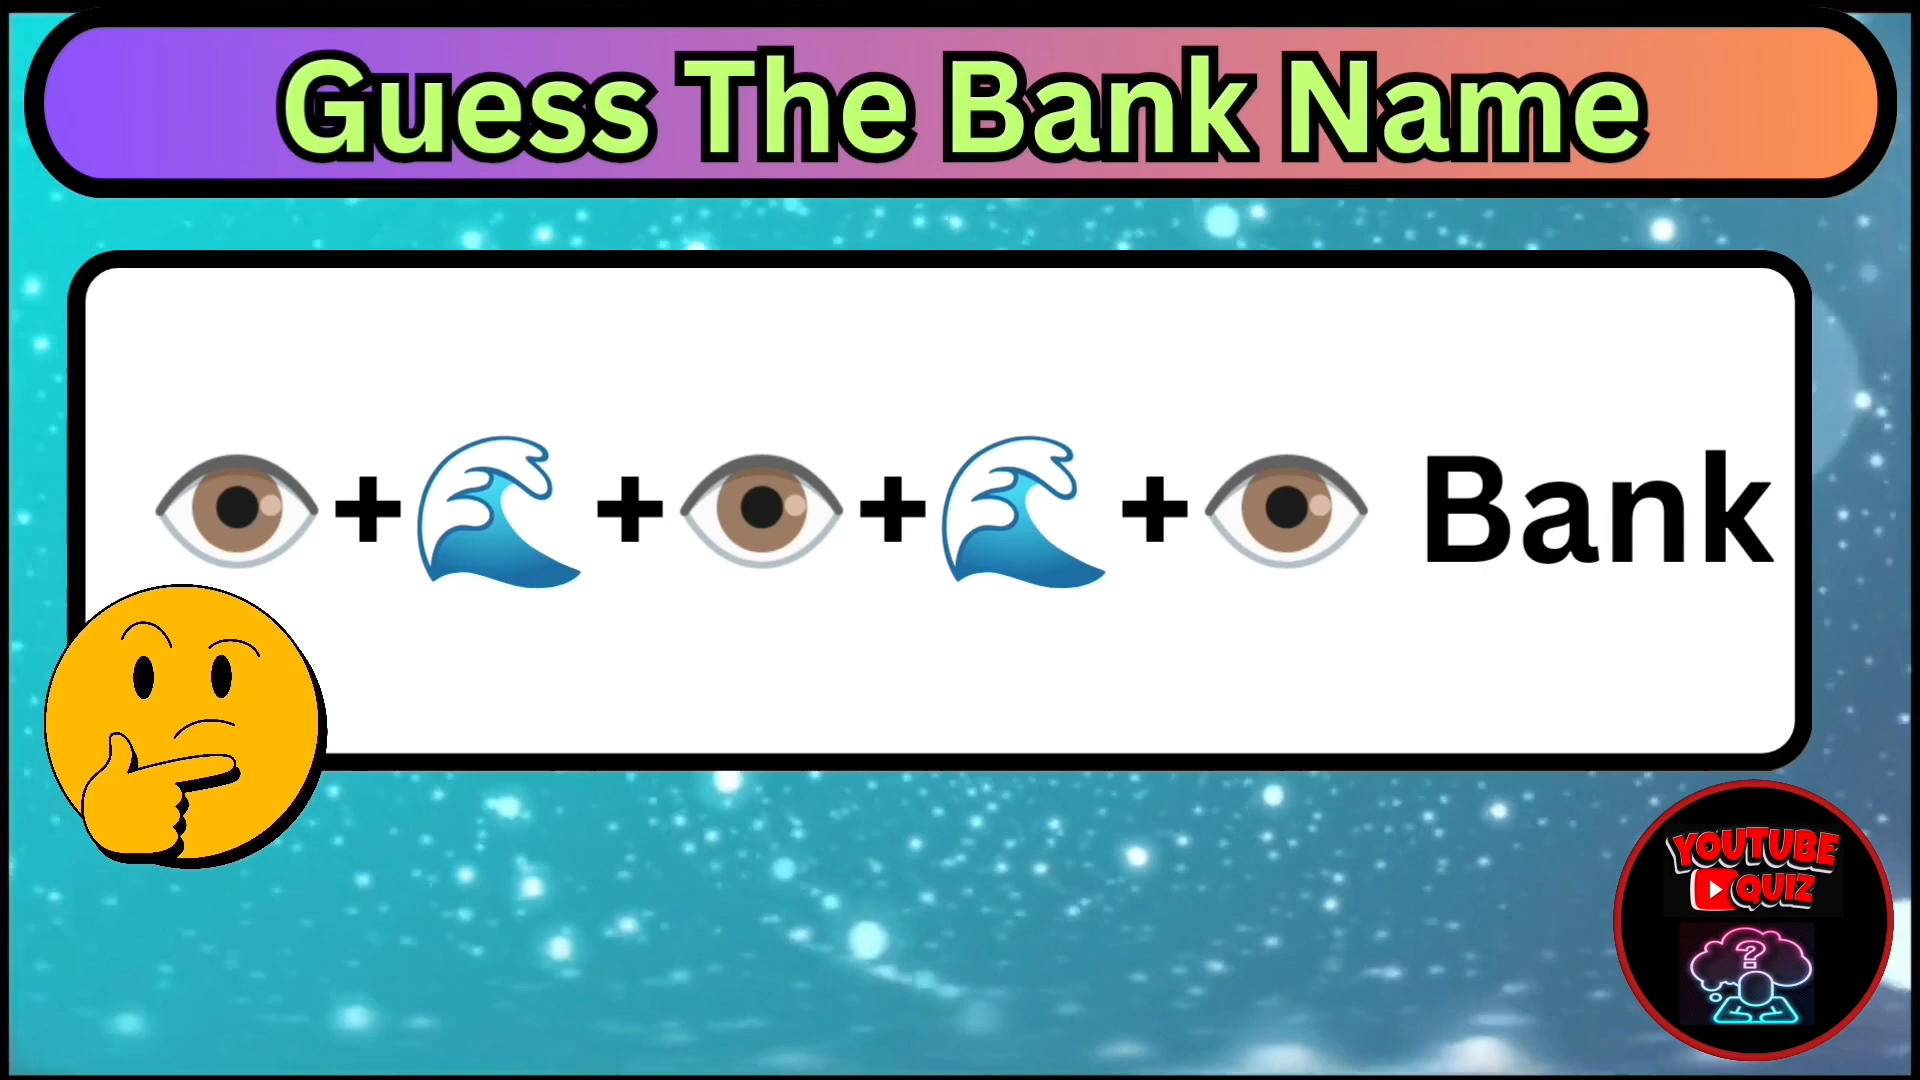 Guess The Bank Name
+ + + + Bank
YOUTUBE
QUIZ
?